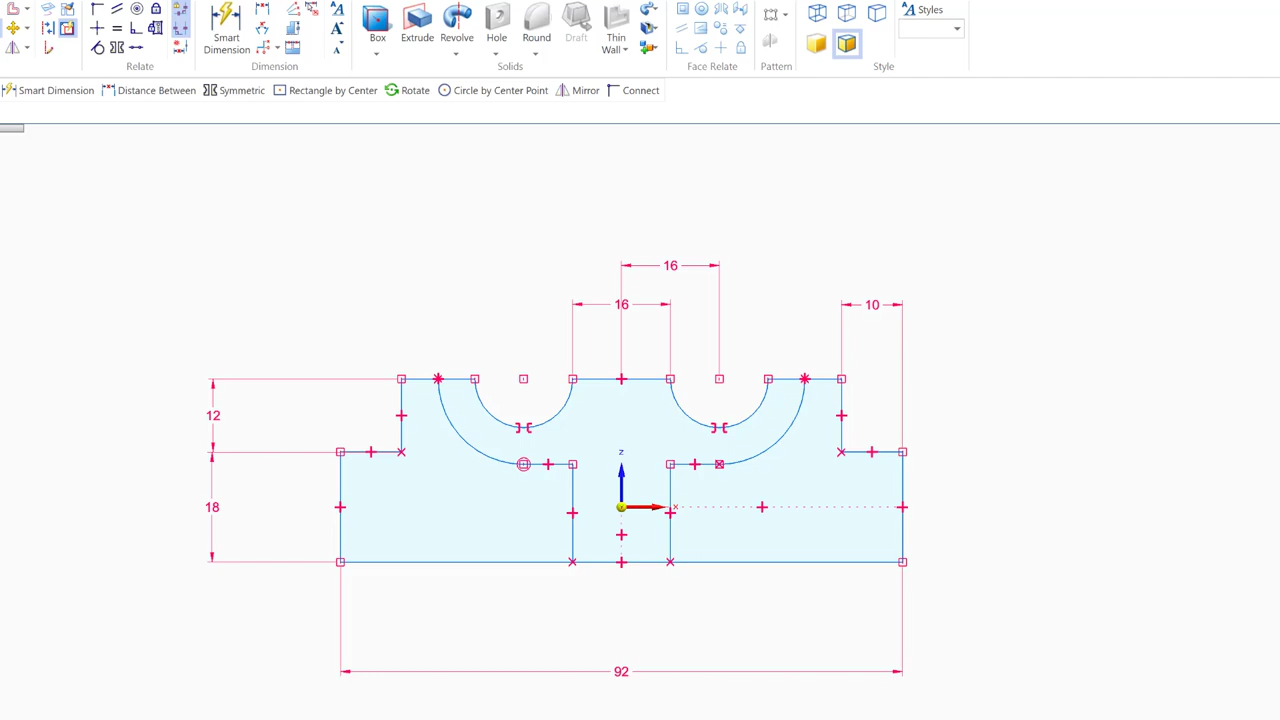 Styles
Smart Dimension
Box
Extrude
Revolve
Hole
Round
Draft
Thin Wall
Relate
Dimension
Solids
Face Relate
Pattern
Style
Smart Dimension
Distance Between
Symmetric
Rectangle by Center
Rotate
Circle by Center Point
Mirror
Connect
16
16
10
12
z
18
x
92